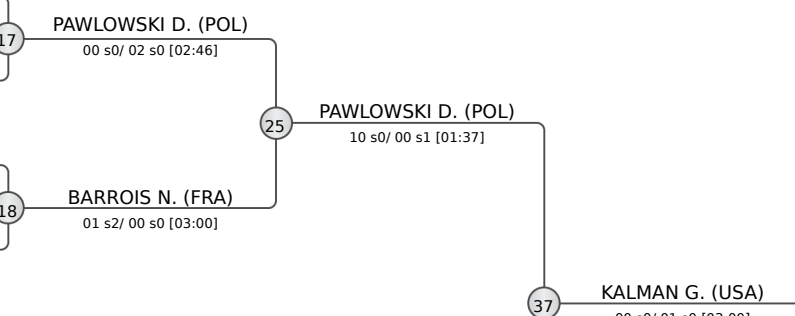 PAWLOWSKI D. (POL)
17
00 s0/ 02 s0 [02:46]
PAWLOWSKI D. (POL)
25
10 s0/ 00 s1 [01:37]
BARROIS N. (FRA)
18
01 s2/ 00 s0 [03:00]
KALMAN G. (USA)
37